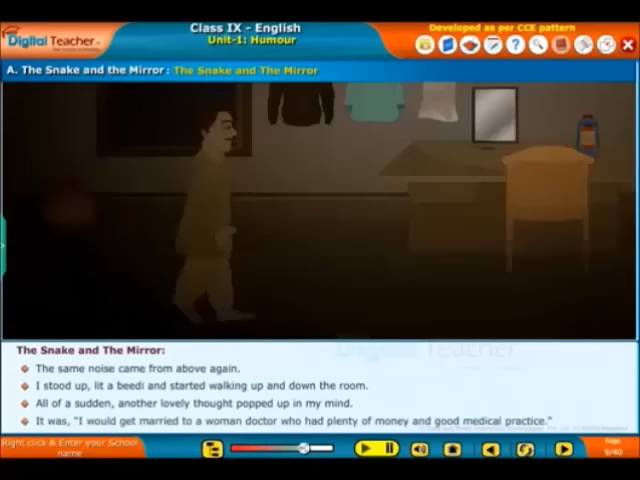 Digital Teacher
Class IX - English
Unit-1: Humour
Developed as per CCE pattern
A. The Snake and the Mirror : The Snake and The Mirror
The Snake and The Mirror:
The same noise came from above again.
I stood up, lit a beedi and started walking up and down the room.
All of a sudden, another lovely thought popped up in my mind.
It was, “I would get married to a woman doctor who had plenty of money and good medical practice.”
Right click & Enter your School
name
Page
9/40